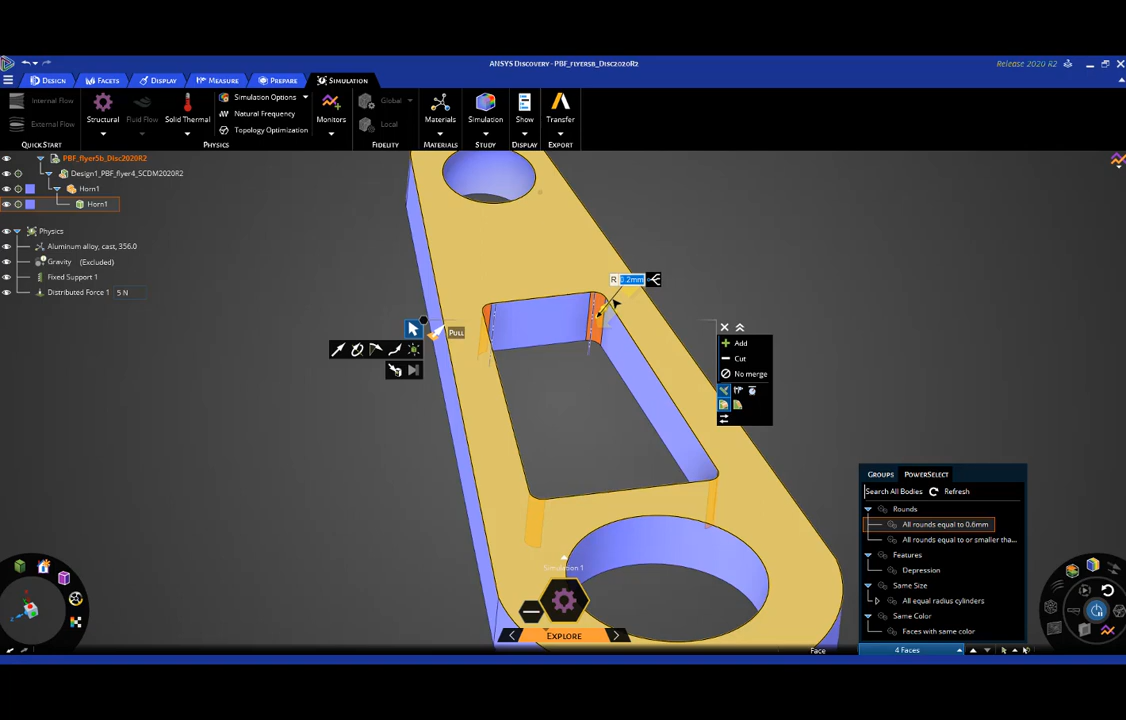 ANSYS DISCOVERY - PBF_flyer5b_Disc2020R2
Release 2020 R2
DESIGN FACETS DISPLAY MEASURE PREPARE SIMULATION
Internal Flow
External Flow
Structural Fluid Flow Solid Thermal
Simulation Options
Natural Frequency
Topology Optimization
Monitors
Global
Local
Materials Simulation Show Transfer
QUICK START PHYSICS FIDELITY MATERIALS STUDY DISPLAY EXPORT
PBF_flyer5b_Disc2020R2
Design1_PBF_flyer4_SCDM2020R2
Horn1
Horn1
Physics
Aluminum alloy, cast, 356.0
Gravity (Excluded)
Fixed Support 1
Distributed Force 1 5 N
R 0.2mm
PULL
Add
Cut
No merge
GROUPS POWERSELECT
Search All Bodies Refresh
Rounds
All rounds equal to 0.6mm
All rounds equal to or smaller tha...
Features
Depression
Same Size
All equal radius cylinders
Same Color
Faces with same color
Simulation 1
EXPLORE
Face
4 Faces